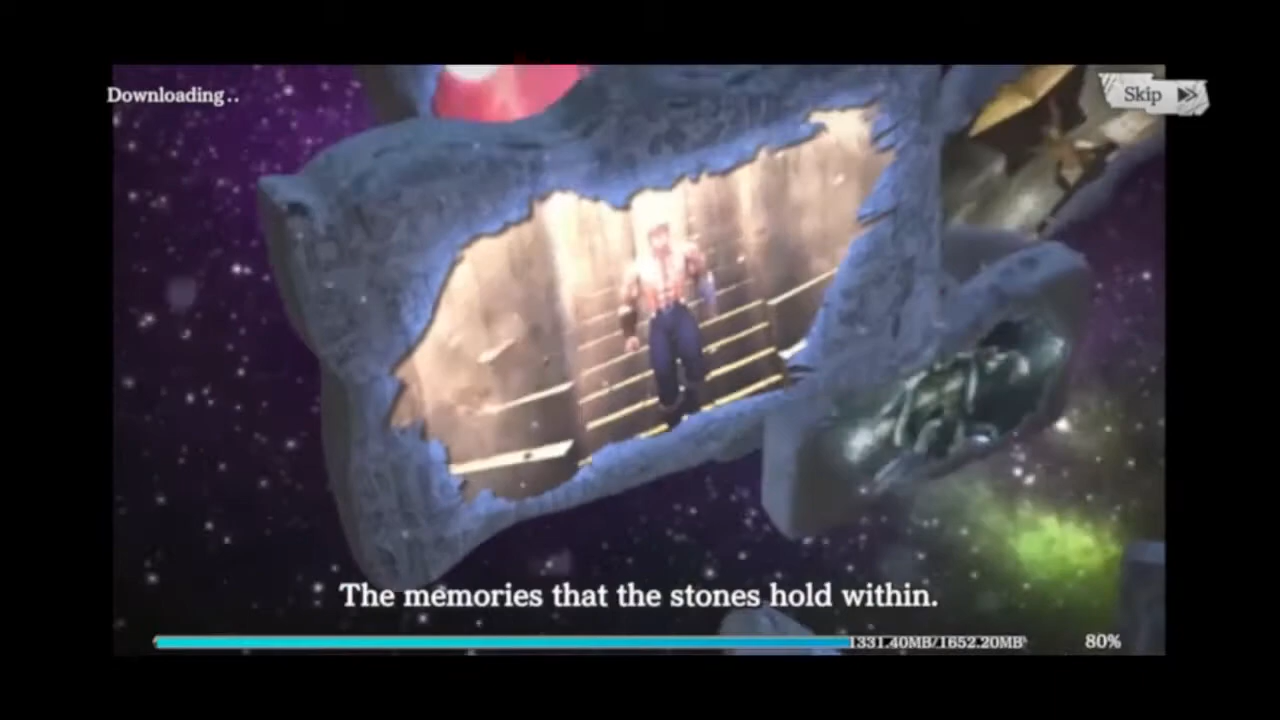 Downloading..
Skip
The memories that the stones hold within.
1331.40MB/1652.20MB
80%